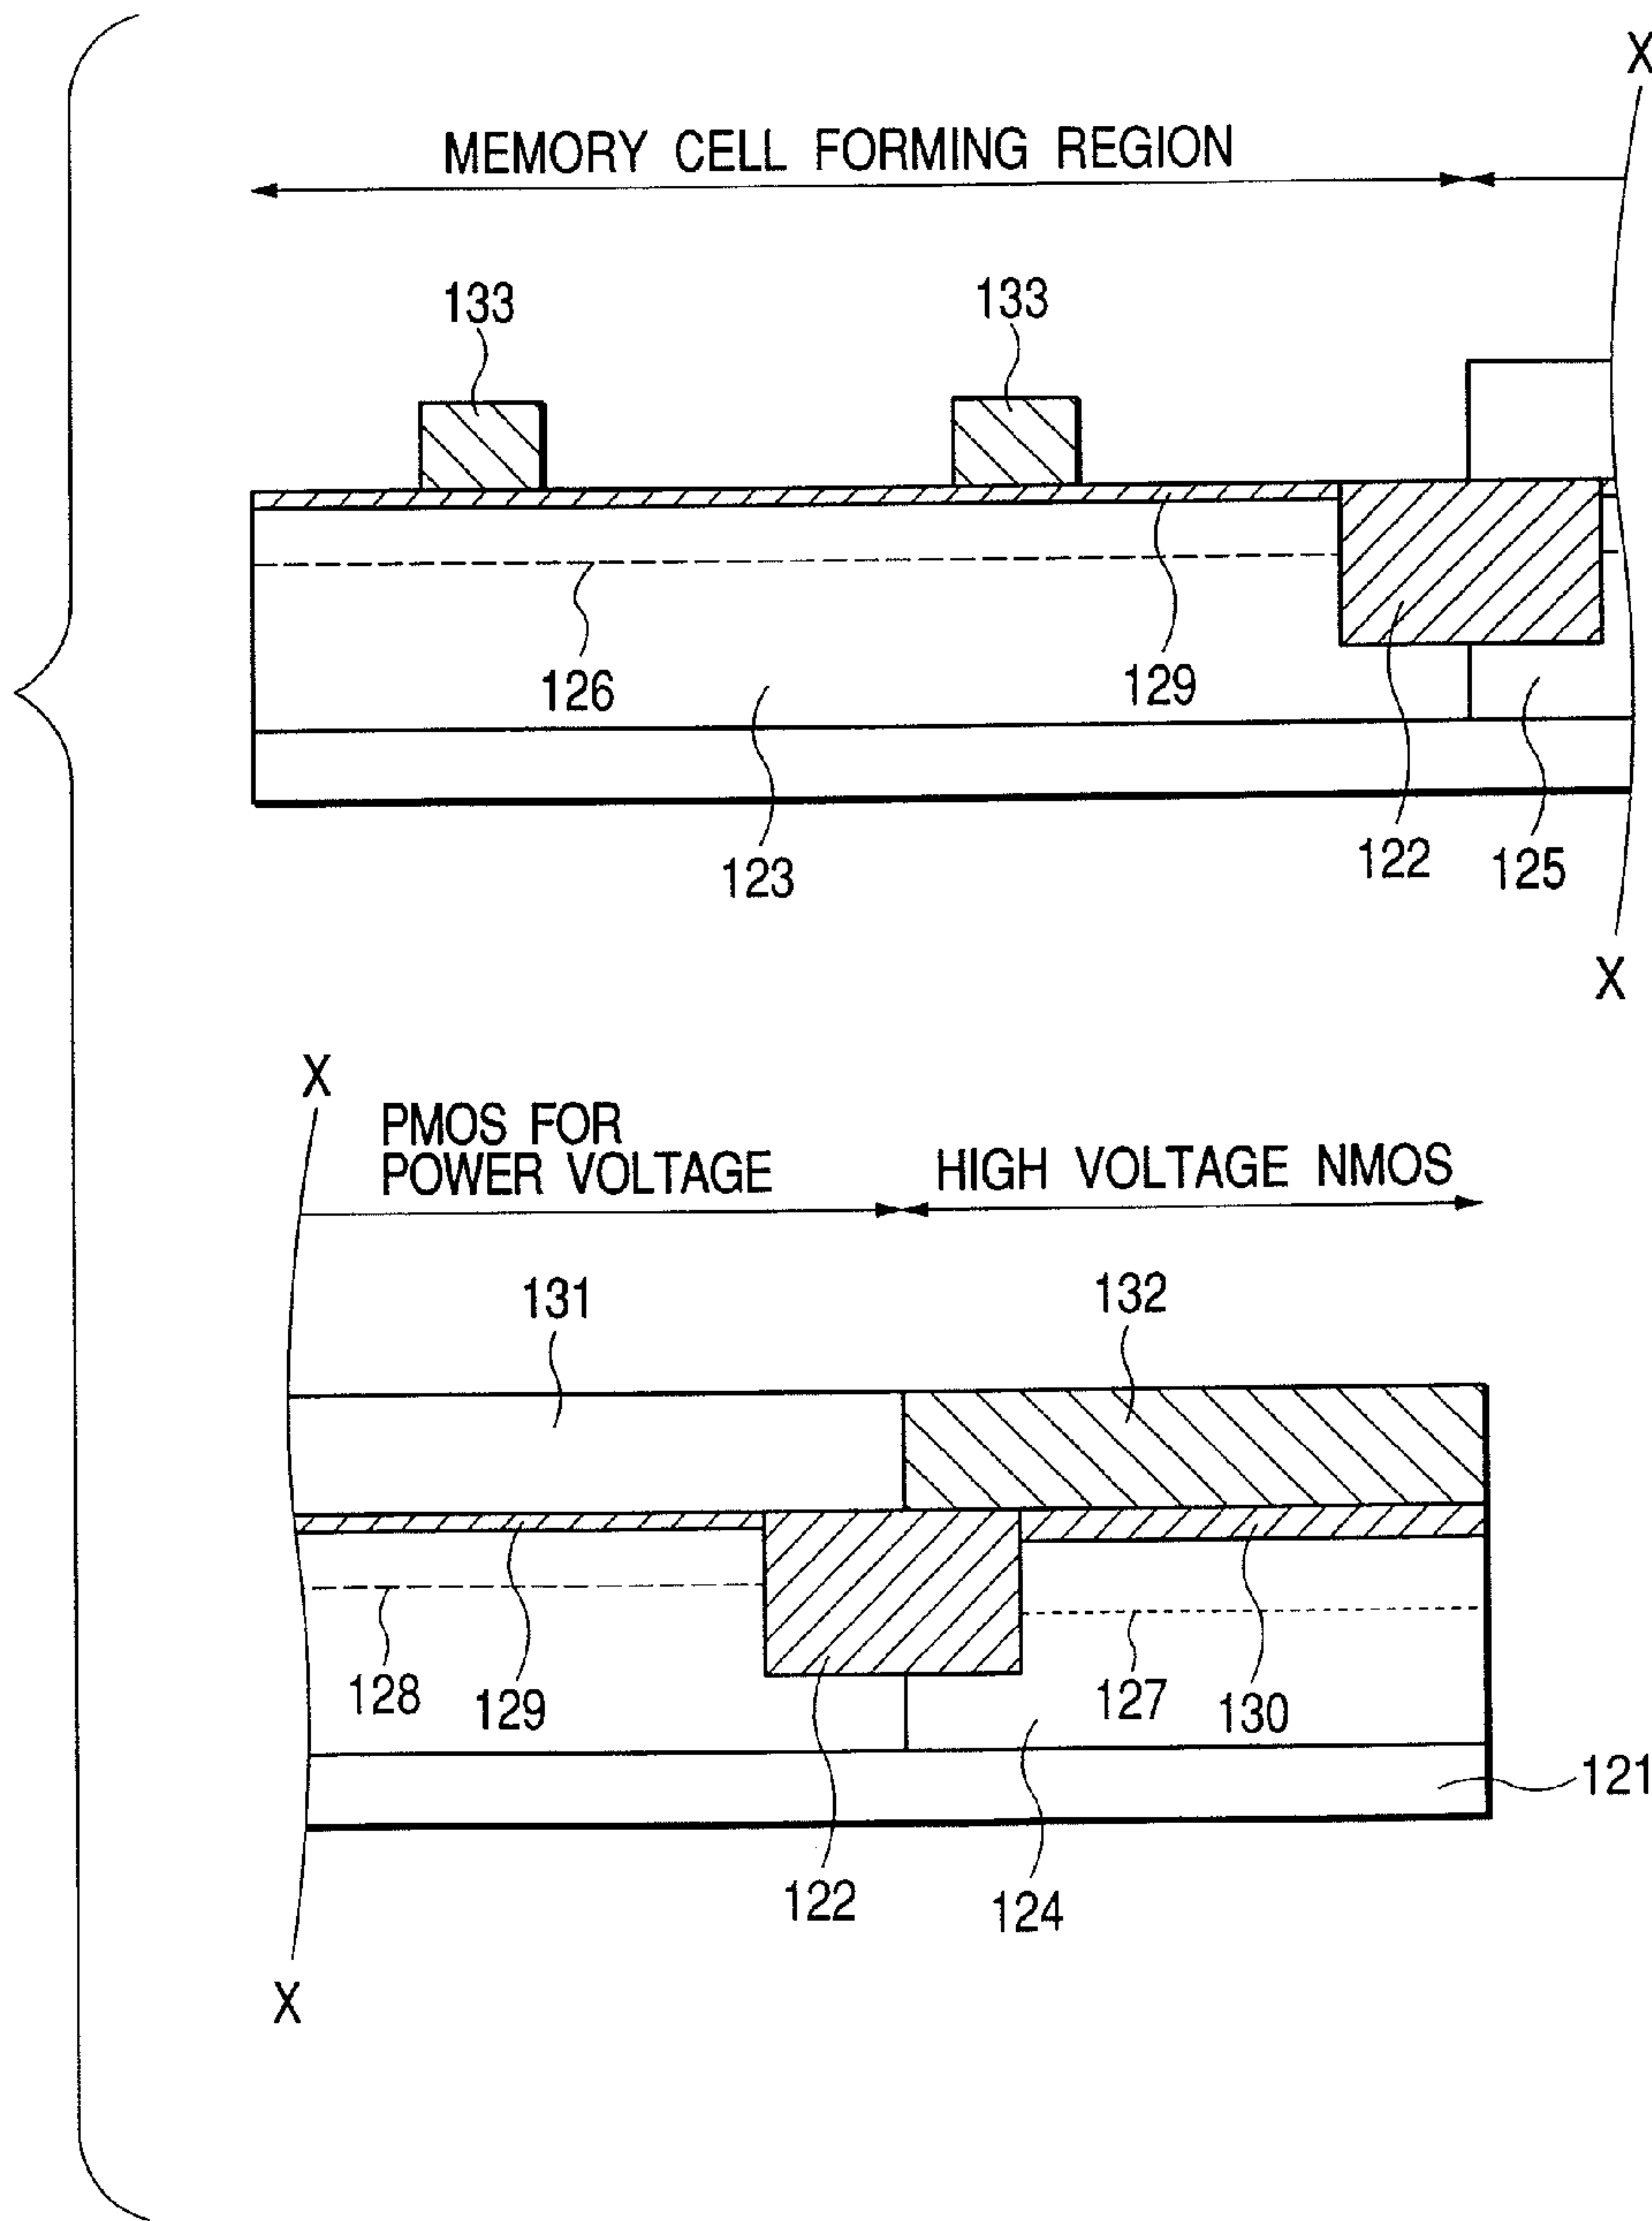 X
MEMORY CELL FORMING REGION
133
133
126
129
123
122
125
X
X
PMOS FOR
POWER VOLTAGE
HIGH VOLTAGE NMOS
131
132
128
129
127
130
121
122
124
X